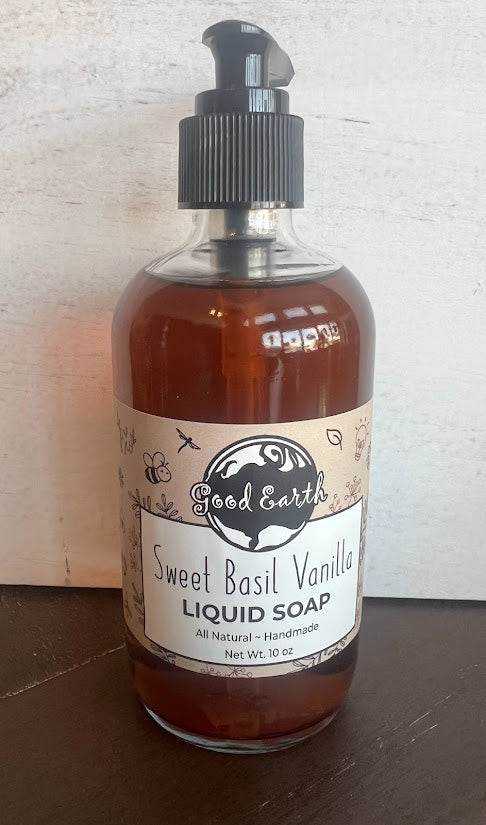 Good Earth
Sweet Basil Vanilla
LIQUID SOAP
All Natural ~ Handmade
Net Wt. 10 oz